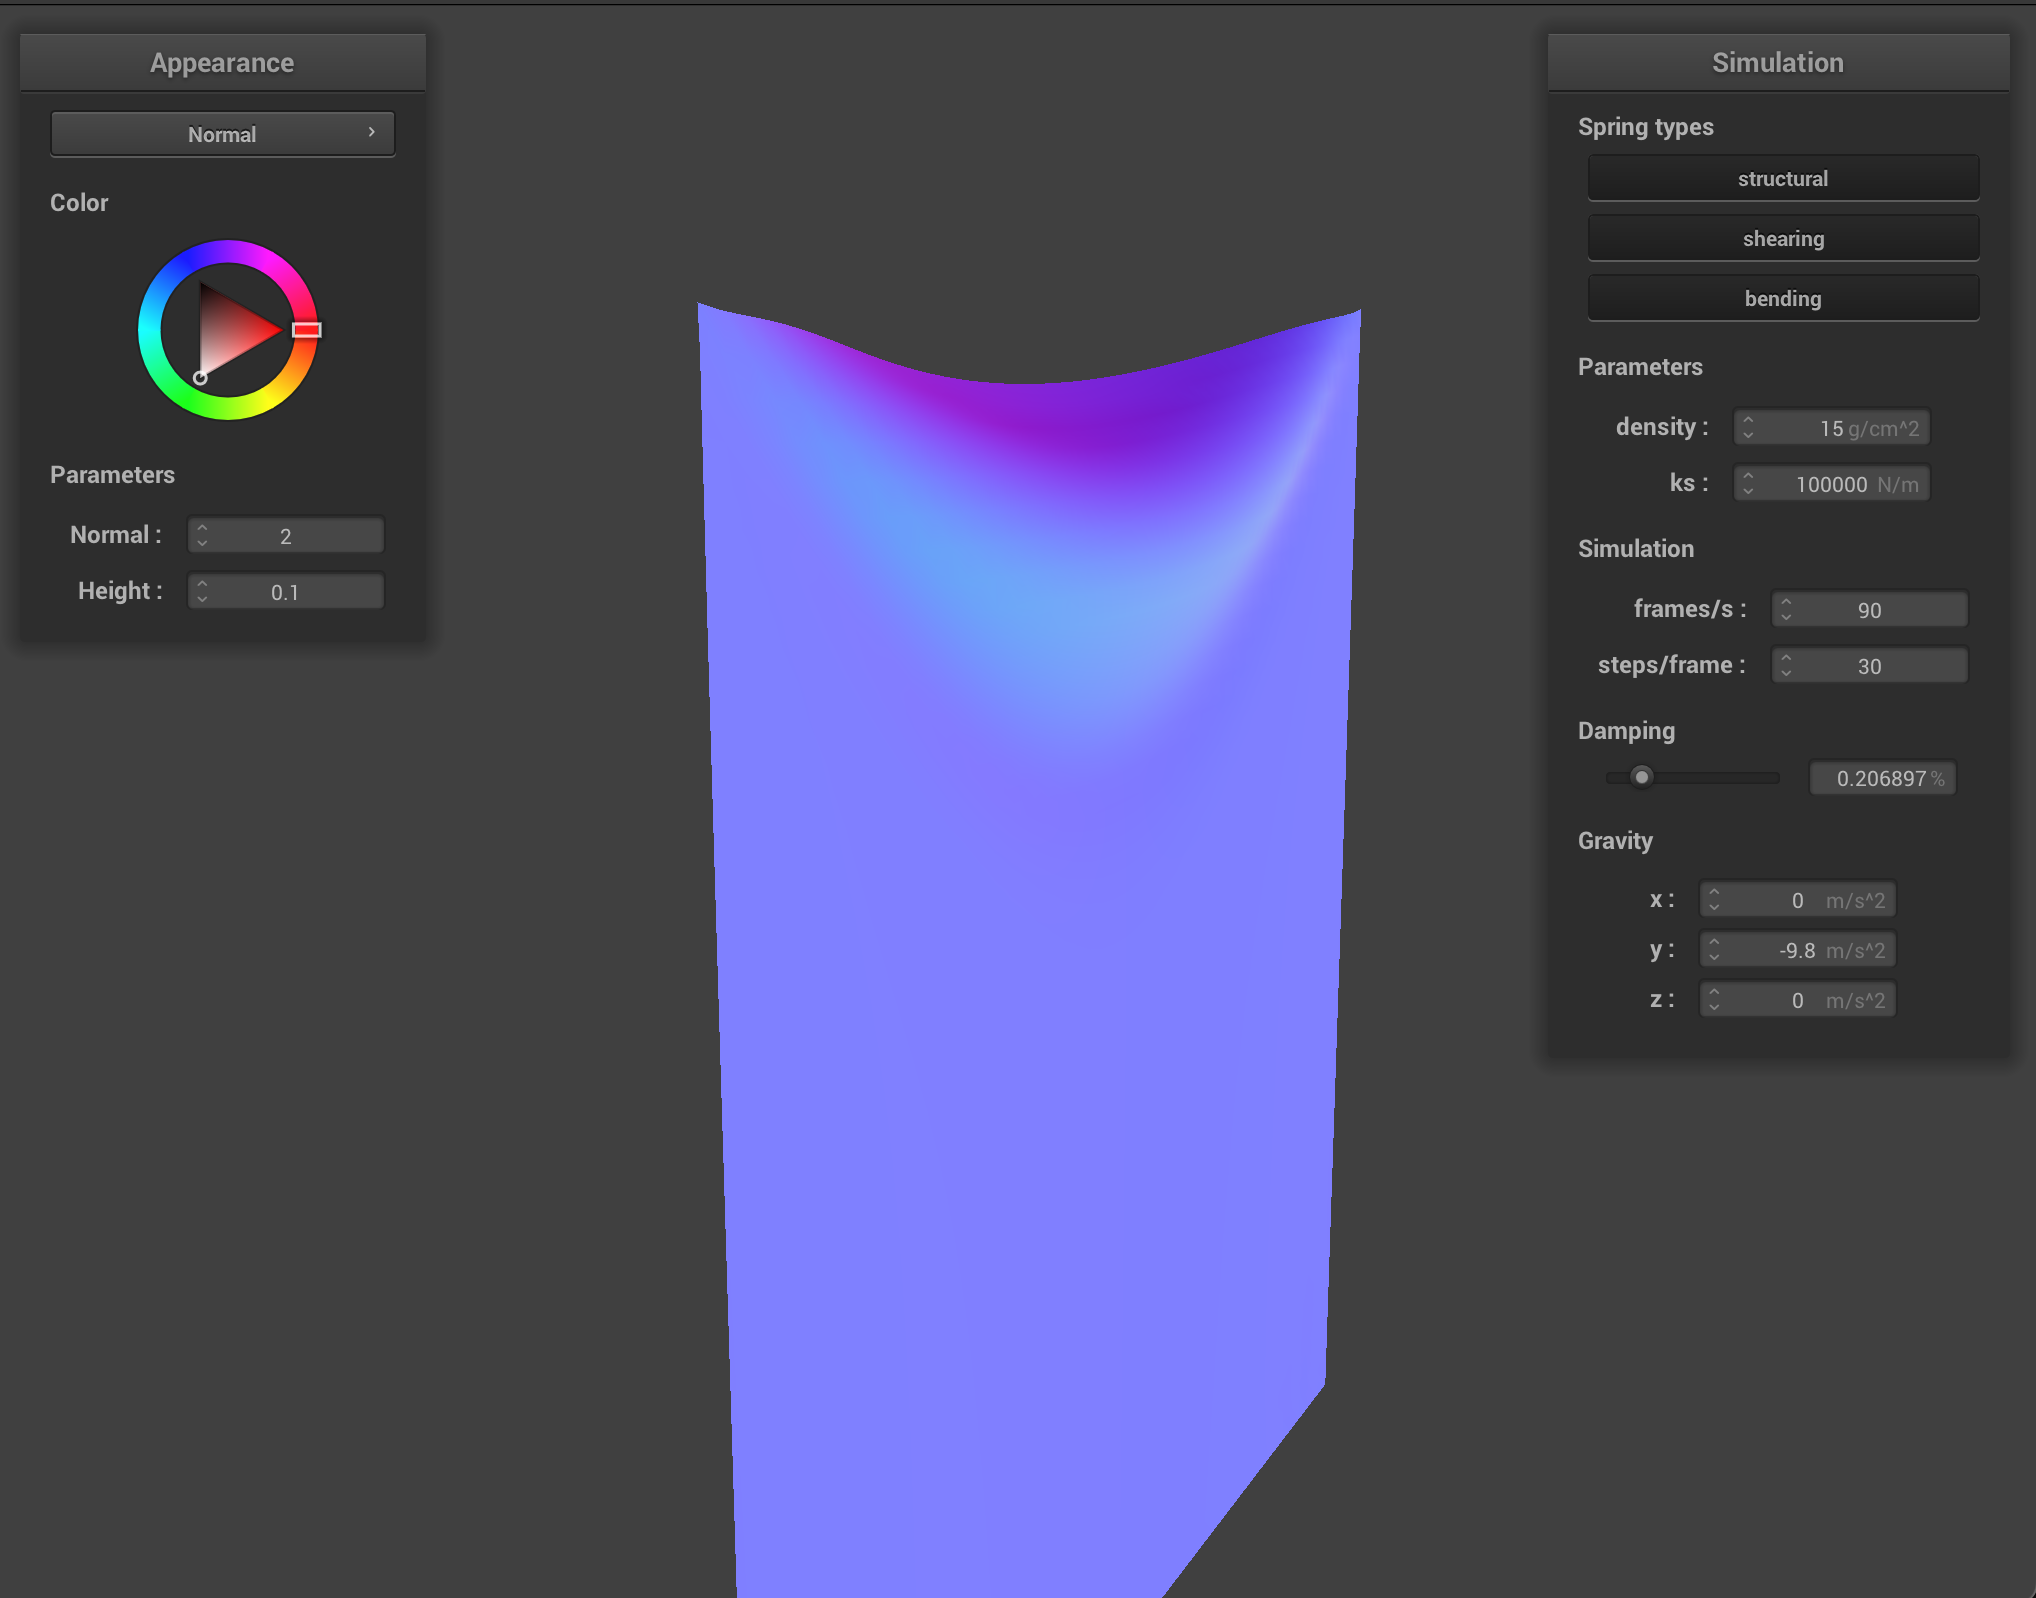 Appearance
Normal
Color
Parameters
Normal : 2
Height : 0.1
Simulation
Spring types
structural
shearing
bending
Parameters
density : 15 g/cm^2
ks : 100000 N/m
Simulation
frames/s : 90
steps/frame : 30
Damping
0.206897 %
Gravity
x : 0 m/s^2
y : -9.8 m/s^2
z : 0 m/s^2